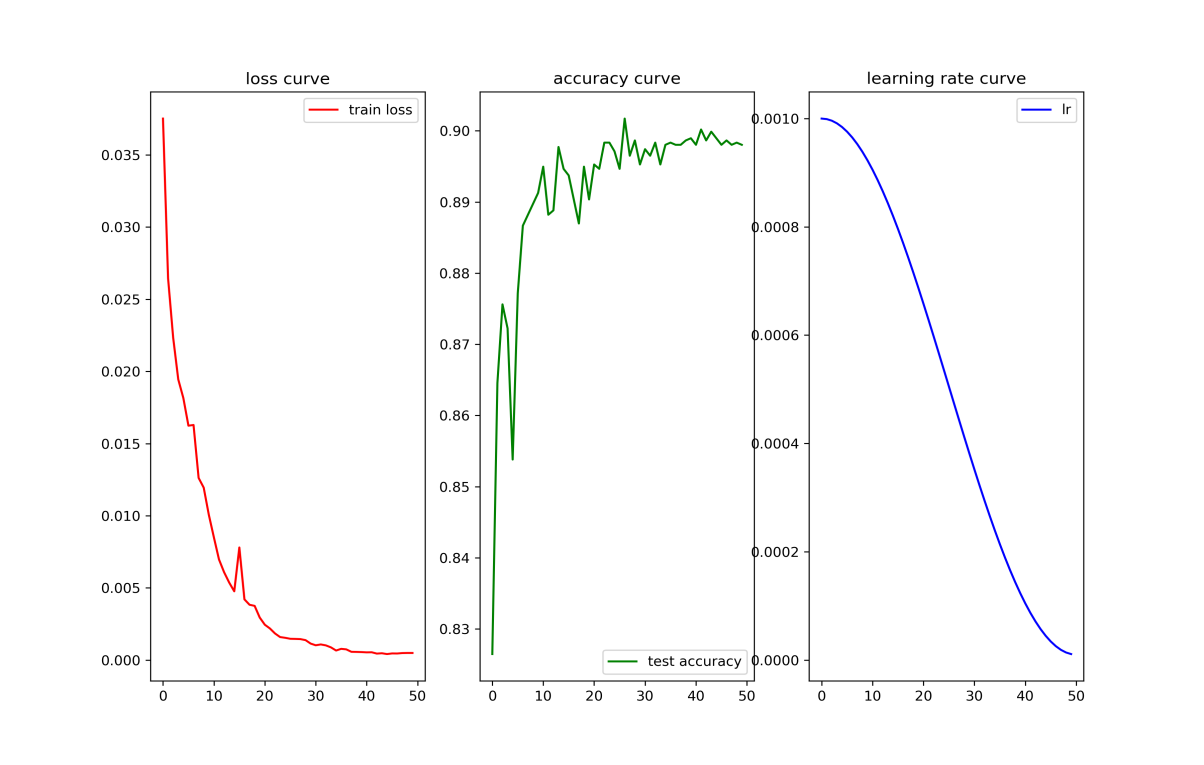 loss curve
train loss
0.035
0.030
0.025
0.020
0.015
0.010
0.005
0.000
0 10 20 30 40 50
accuracy curve
0.90
0.89
0.88
0.87
0.86
0.85
0.84
0.83
test accuracy
0 10 20 30 40 50
learning rate curve
lr
0.0010
0.0008
0.0006
0.0004
0.0002
0.0000
0 10 20 30 40 50